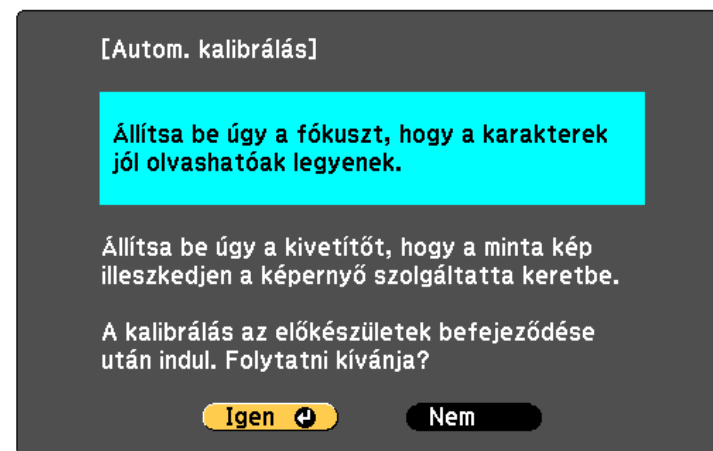 [Autom. kalibrálás]
Állítsa be úgy a fókuszt, hogy a karakterek
jól olvashatóak legyenek.
Állítsa be úgy a kivetítőt, hogy a minta kép
illeszkedjen a képernyő szolgáltatta keretbe.
A kalibrálás az előkészületek befejeződése
után indul. Folytatni kívánja?
Igen Nem